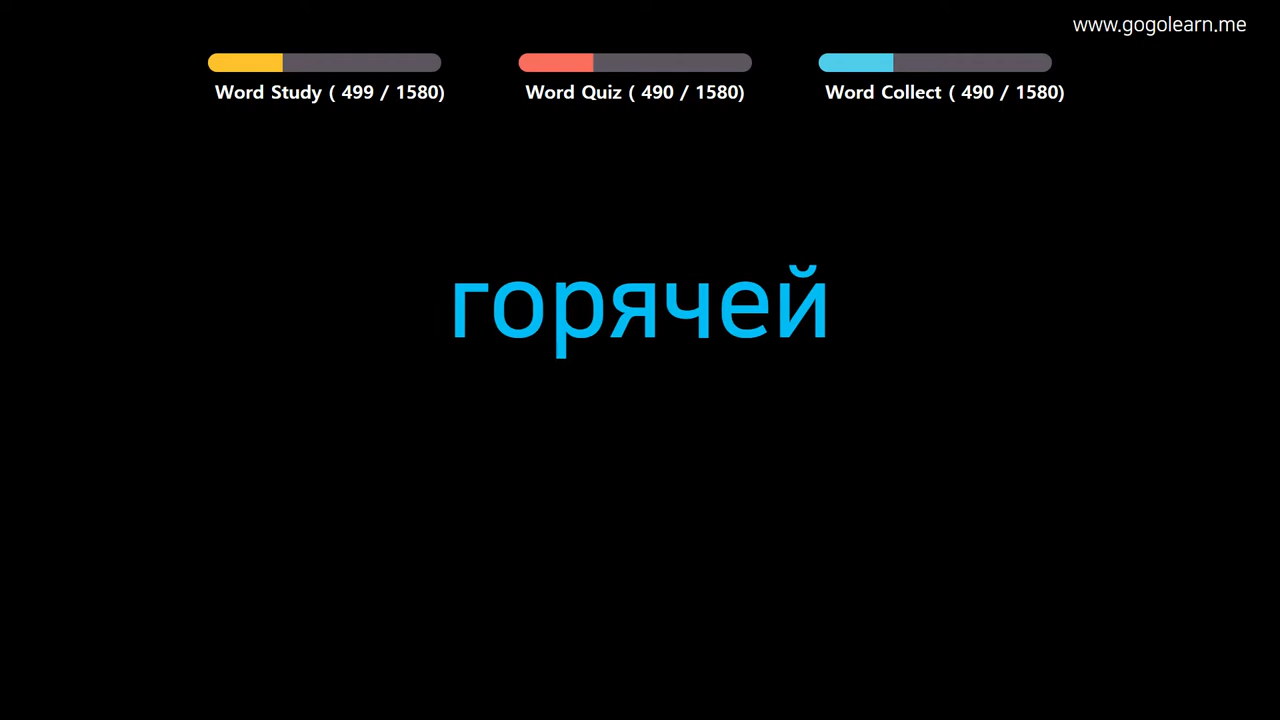 www.gogolearn.me
Word Study ( 499 / 1580)
Word Quiz ( 490 / 1580)
Word Collect ( 490 / 1580)
горячей